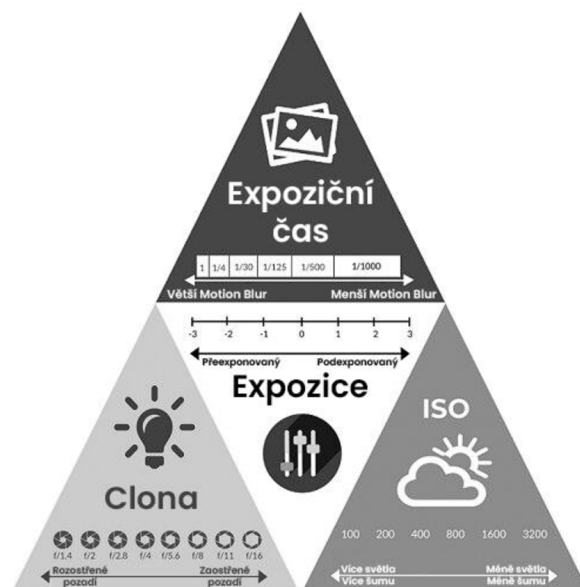 Expoziční
čas
1 1/4 1/30 1/125 1/500 1/1000
Větší Motion Blur Menší Motion Blur
-3 -2 -1 0 1 2 3
Přeexponovaný Podexponovaný
Expozice
Clona
f/1.4 f/2 f/2.8 f/4 f/5.6 f/8 f/11 f/16
Rozostřené Zaostřené
pozadí pozadí
ISO
100 200 400 800 1600 3200
Více světla Méně světla
Více šumu Méně šumu